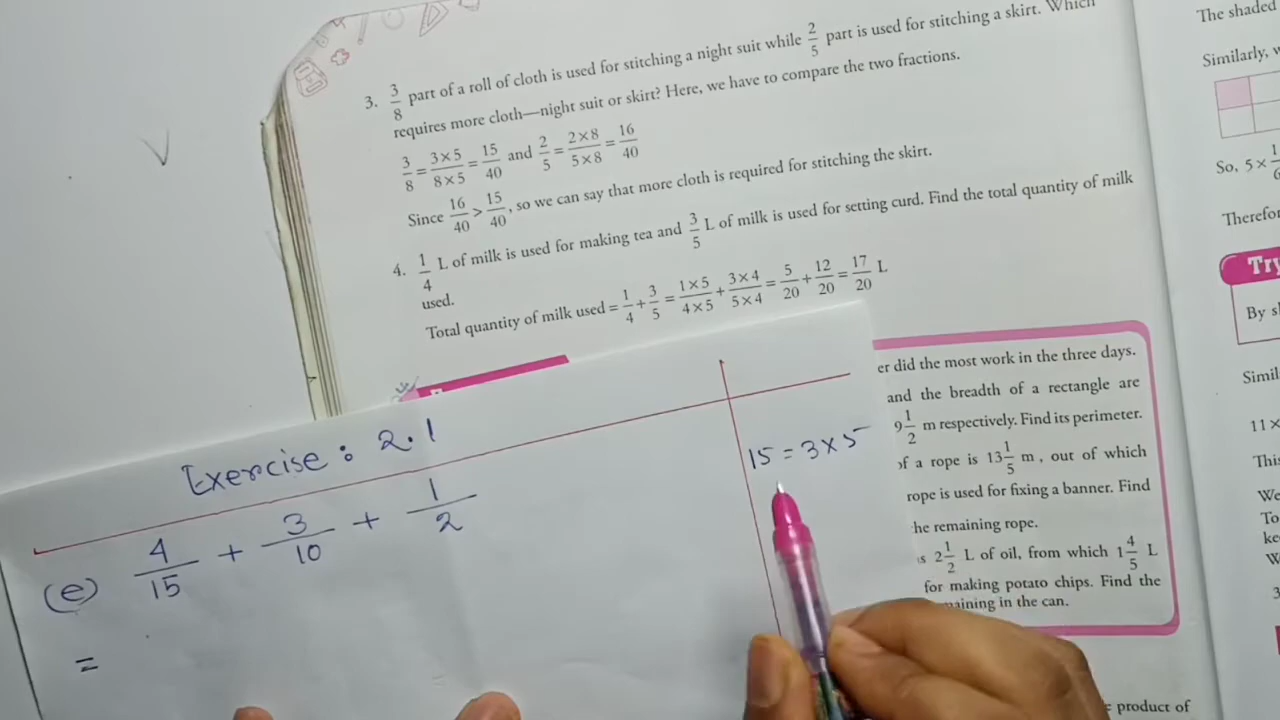 3. 3/8 part of a roll of cloth is used for stitching a night suit while 2/5 part is used for stitching a skirt. Which
requires more cloth—night suit or skirt? Here, we have to compare the two fractions.
3/8 = 3×5/8×5 = 15/40 and 2/5 = 2×8/5×8 = 16/40
Since 16/40 > 15/40, so we can say that more cloth is required for stitching the skirt.
4. 1/4 L of milk is used for making tea and 3/5 L of milk is used for setting curd. Find the total quantity of milk
used.
Total quantity of milk used = 1/4 + 3/5 = 1×5/4×5 + 3×4/5×4 = 5/20 + 12/20 = 17/20 L
er did the most work in the three days.
and the breadth of a rectangle are
9 1/2 m respectively. Find its perimeter.
of a rope is 13 1/5 m, out of which
rope is used for fixing a banner. Find
he remaining rope.
s 2 1/2 L of oil, from which 1 4/5 L
for making potato chips. Find the
aining in the can.
product of
Exercise: 2.1
(e) 4/15 + 3/10 + 1/2
=
15 = 3×5
The shaded
Similarly,
So, 5×
Therefo
Try
By s
Simil
11×
This
We
To